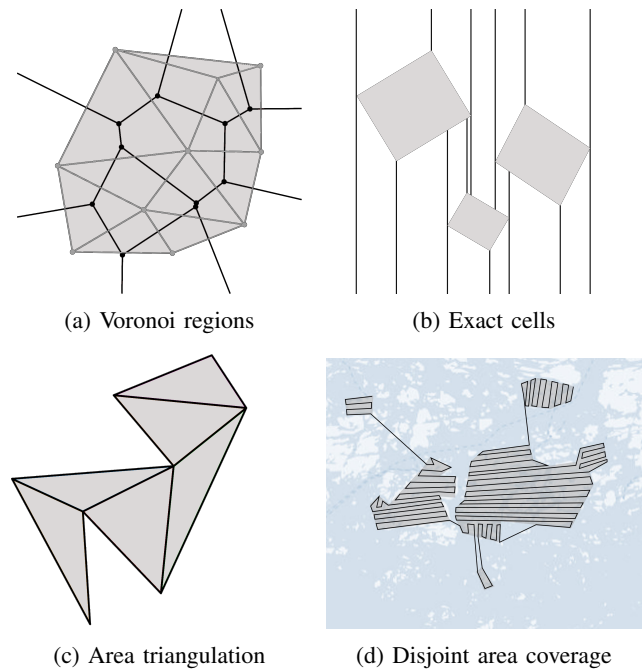 (a) Voronoi regions
(b) Exact cells
(c) Area triangulation
(d) Disjoint area coverage